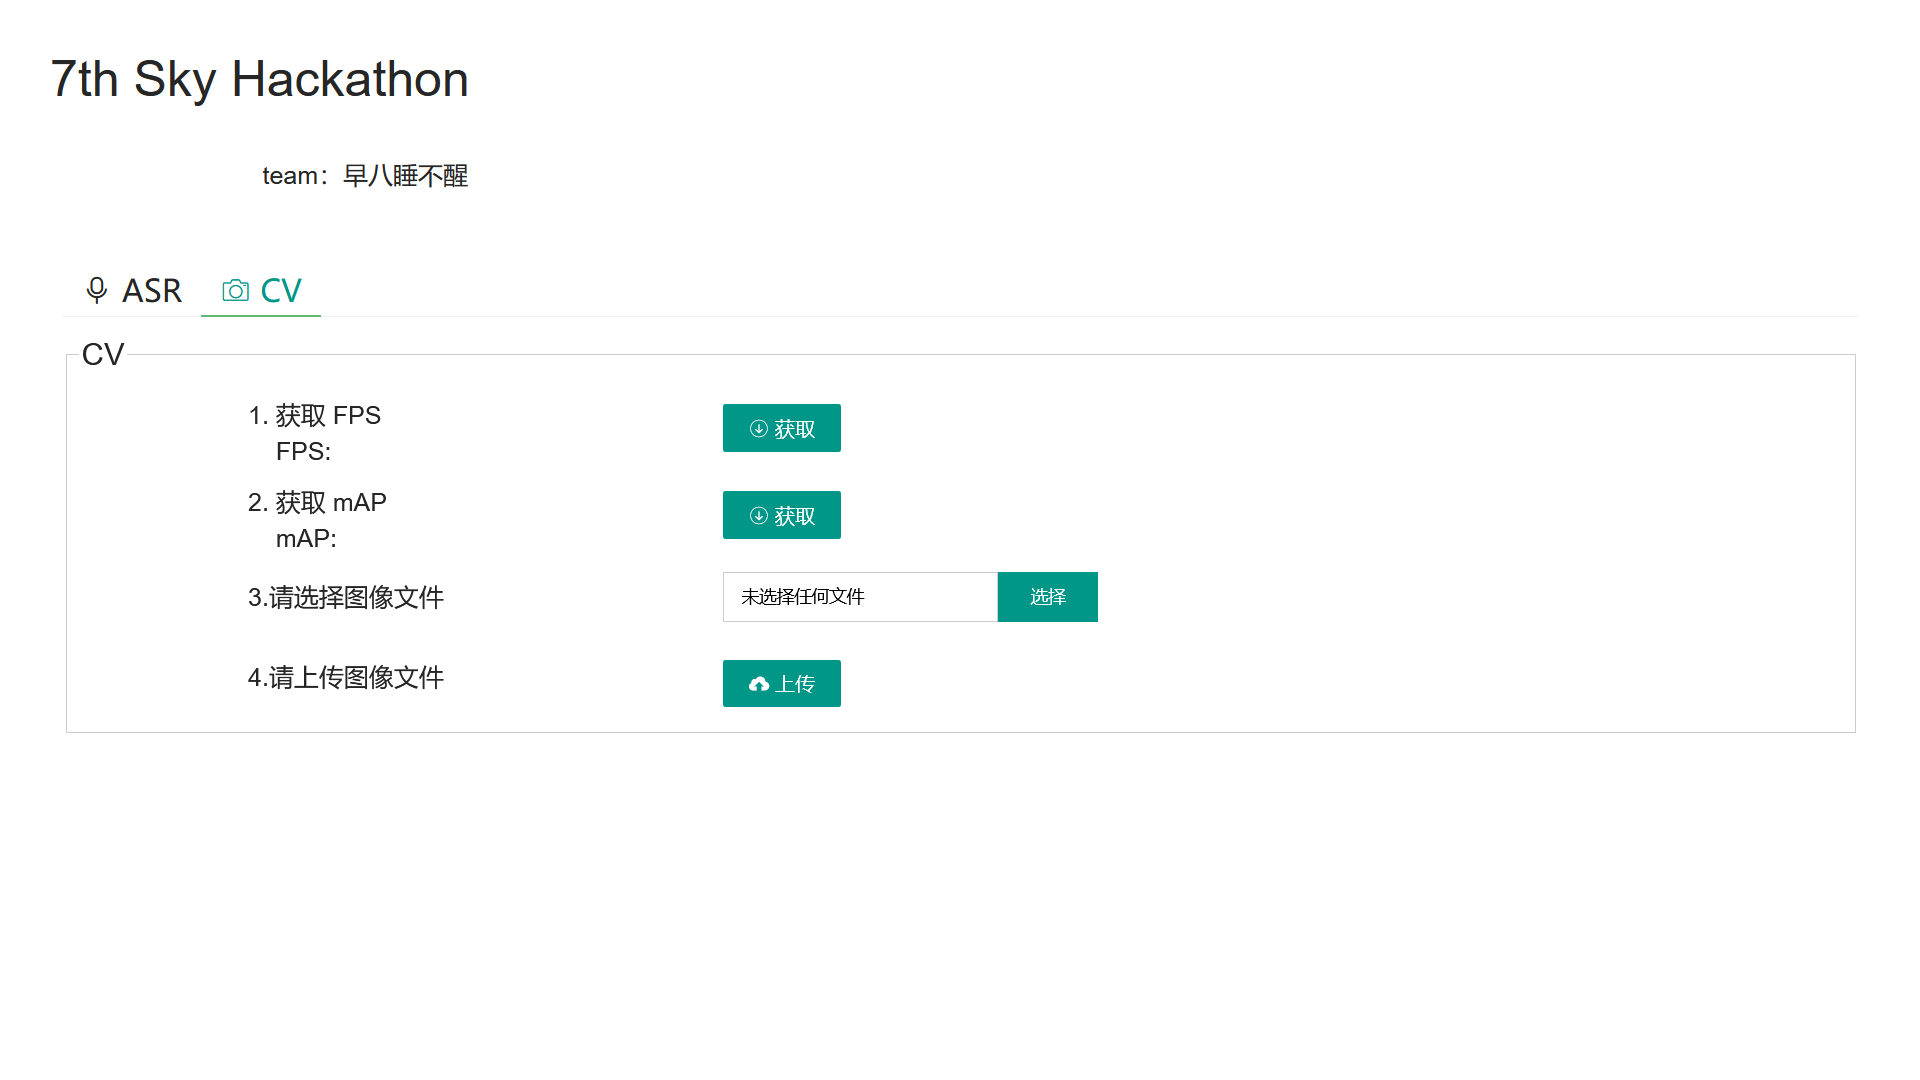 7th Sky Hackathon
team：早八睡不醒
ASR CV
CV
1. 获取 FPS 获取
FPS:
2. 获取 mAP 获取
mAP:
3.请选择图像文件 未选择任何文件 选择
4.请上传图像文件 上传